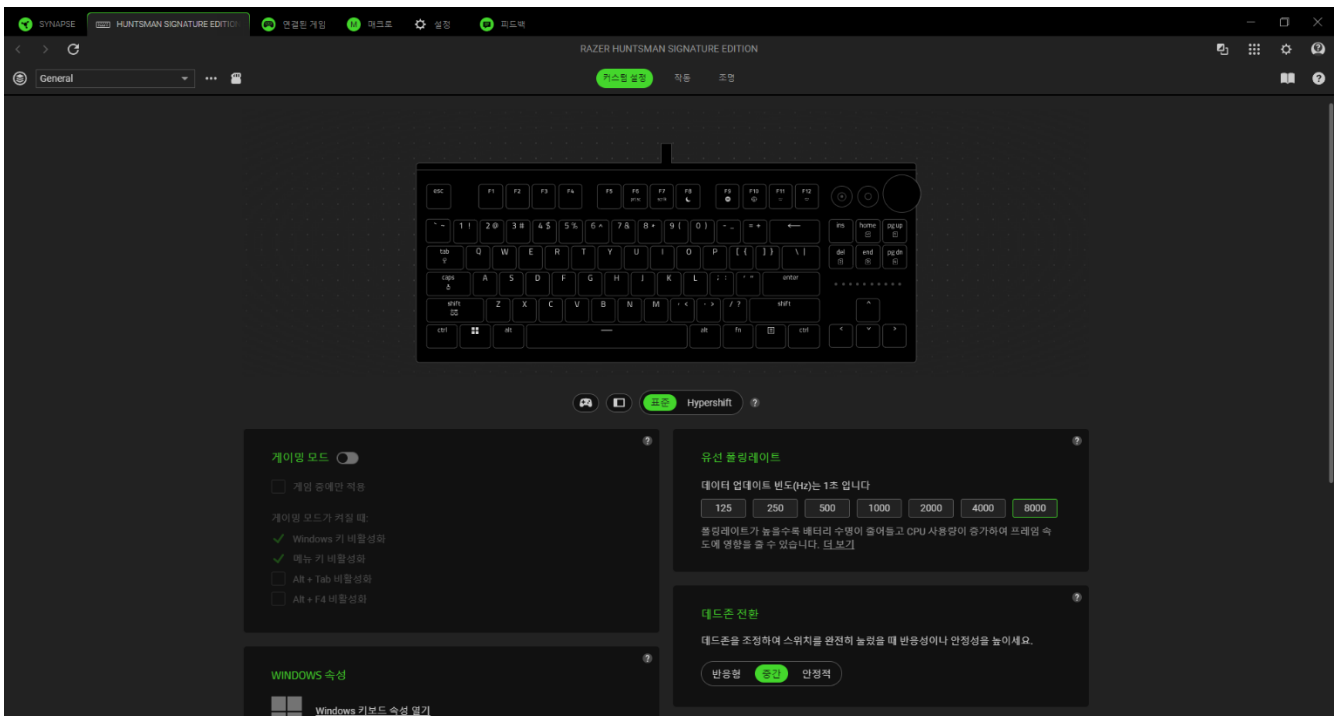 SYNAPSE
HUNTSMAN SIGNATURE EDITION
연결된 게임
매크로
설정
피드백
RAZER HUNTSMAN SIGNATURE EDITION
General
커스텀 설정
작동
조명
esc F1 F2 F3 F4 F5 F6 F7 F8 F9 F10 F11 F12
1 ! 2 @ 3 # 4 $ 5 % 6 ^ 7 & 8 * 9 ( 0 ) - _ = + ins home pg up
tab Q W E R T Y U I O P [ { ] } \ | del end pg dn
caps A S D F G H J K L ; : ' " enter
shift Z X C V B N M , < . > / ? shift
ctrl alt alt fn ctrl
표준 Hypershift
게이밍 모드
게임 중에만 적용
게이밍 모드가 켜질 때:
Windows 키 비활성화
메뉴 키 비활성화
Alt + Tab 비활성화
Alt + F4 비활성화
WINDOWS 속성
Windows 키보드 속성 열기
유선 폴링레이트
데이터 업데이트 빈도(Hz)는 1초 입니다
125 250 500 1000 2000 4000 8000
폴링레이트가 높을수록 배터리 수명이 줄어들고 CPU 사용량이 증가하여 프레임 속
도에 영향을 줄 수 있습니다. 더 보기
데드존 전환
데드존을 조정하여 스위치를 완전히 눌렀을 때 반응성이나 안정성을 높이세요.
반응형 중간 안정적